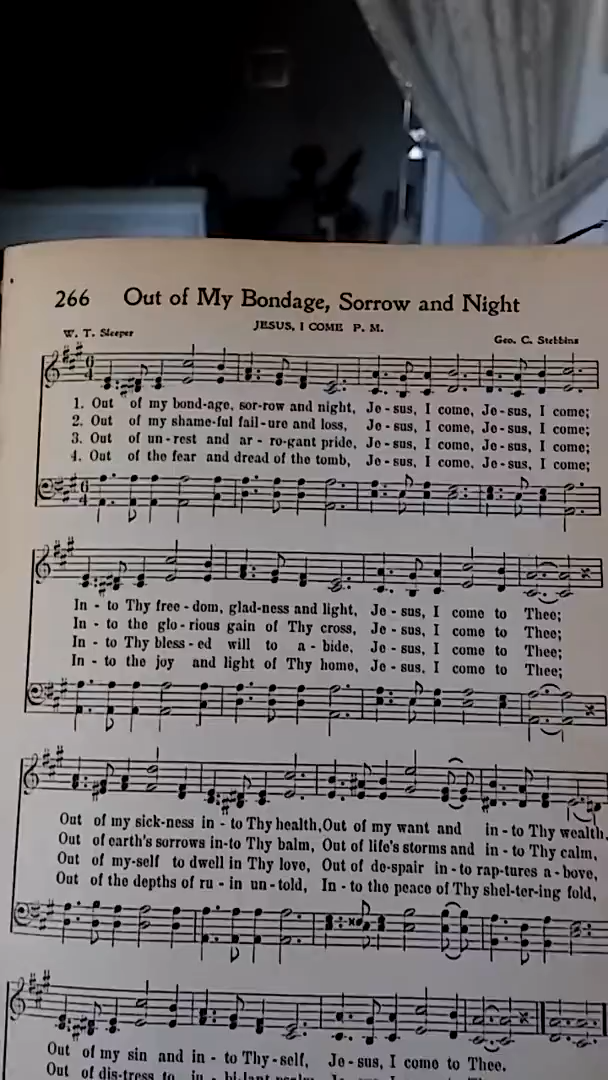 266 Out of My Bondage, Sorrow and Night
JESUS, I COME P. M.
W. T. Sleeper
Geo. C. Stebbins
6
4
1. Out of my bond-age, sor-row and night, Je-sus, I come, Je-sus, I come;
2. Out of my shame-ful fail-ure and loss, Je-sus, I come, Je-sus, I come;
3. Out of un-rest and ar-ro-gant pride, Je-sus, I come, Je-sus, I come;
4. Out of the fear and dread of the tomb, Je-sus, I come, Je-sus, I come;
6
4
In-to Thy free-dom, glad-ness and light, Je-sus, I come to Thee;
In-to the glo-rious gain of Thy cross, Je-sus, I come to Thee;
In-to Thy bless-ed will to a-bide, Je-sus, I come to Thee;
In-to the joy and light of Thy home, Je-sus, I come to Thee;
Out of my sick-ness in-to Thy health, Out of my want and in-to Thy wealth,
Out of earth's sorrows in-to Thy balm, Out of life's storms and in-to Thy calm,
Out of my-self to dwell in Thy love, Out of de-spair in-to rap-tures a-bove,
Out of the depths of ru-in un-told, In-to the peace of Thy shel-ter-ing fold,
Out of my sin and in-to Thy-self, Je-sus, I come to Thee.
Out of dis-tress to